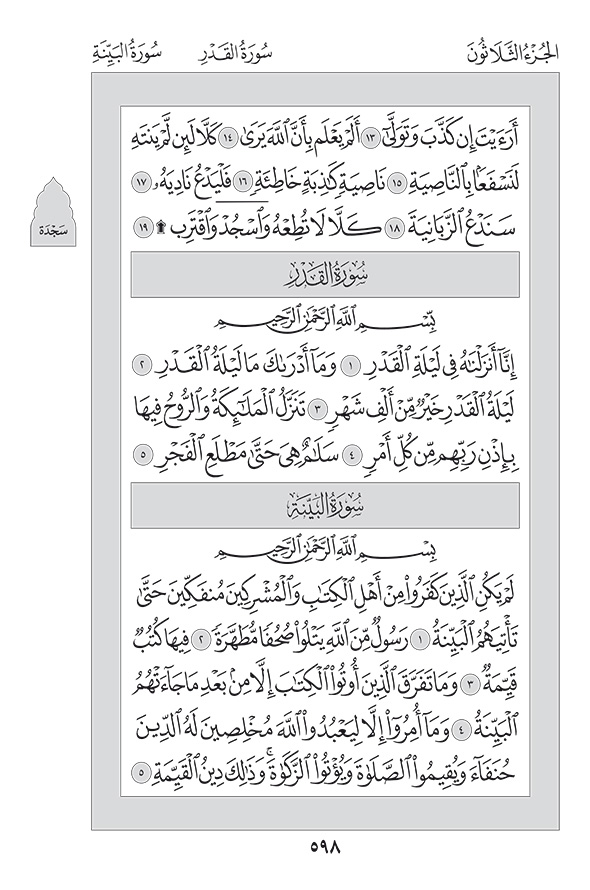 الجُزْءُ الثَّلَاثُونَ سُورَةُ القَدْرِ سُورَةُ البَيِّنَةِ
أَرَءَيْتَ إِن كَذَّبَ وَتَوَلَّىٰٓ ١٣ أَلَمْ يَعْلَم بِأَنَّ ٱللَّهَ يَرَىٰ ١٤ كَلَّا لَئِن لَّمْ يَنتَهِ
لَنَسْفَعًۢا بِٱلنَّاصِيَةِ ١٥ نَاصِيَةٍ كَٰذِبَةٍ خَاطِئَةٍ ١٦ فَلْيَدْعُ نَادِيَهُۥ ١٧
سَنَدْعُ ٱلزَّبَانِيَةَ ١٨ كَلَّا لَا تُطِعْهُ وَٱسْجُدْ وَٱقْتَرِب ۩ ١٩
سَجْدَة
سُورَةُ القَدْرِ
بِسْمِ ٱللَّهِ ٱلرَّحْمَٰنِ ٱلرَّحِيمِ
إِنَّآ أَنزَلْنَٰهُ فِى لَيْلَةِ ٱلْقَدْرِ ١ وَمَآ أَدْرَىٰكَ مَا لَيْلَةُ ٱلْقَدْرِ ٢
لَيْلَةُ ٱلْقَدْرِ خَيْرٌ مِّنْ أَلْفِ شَهْرٍ ٣ تَنَزَّلُ ٱلْمَلَٰٓئِكَةُ وَٱلرُّوحُ فِيهَا
بِإِذْنِ رَبِّهِم مِّن كُلِّ أَمْرٍ ٤ سَلَٰمٌ هِىَ حَتَّىٰ مَطْلَعِ ٱلْفَجْرِ ٥
سُورَةُ البَيِّنَةِ
بِسْمِ ٱللَّهِ ٱلرَّحْمَٰنِ ٱلرَّحِيمِ
لَمْ يَكُنِ ٱلَّذِينَ كَفَرُوا۟ مِنْ أَهْلِ ٱلْكِتَٰبِ وَٱلْمُشْرِكِينَ مُنفَكِّينَ حَتَّىٰ
تَأْتِيَهُمُ ٱلْبَيِّنَةُ ١ رَسُولٌ مِّنَ ٱللَّهِ يَتْلُوا۟ صُحُفًا مُّطَهَّرَةً ٢ فِيهَا كُتُبٌ
قَيِّمَةٌ ٣ وَمَا تَفَرَّقَ ٱلَّذِينَ أُوتُوا۟ ٱلْكِتَٰبَ إِلَّا مِنۢ بَعْدِ مَا جَآءَتْهُمُ
ٱلْبَيِّنَةُ ٤ وَمَآ أُمِرُوٓا۟ إِلَّا لِيَعْبُدُوا۟ ٱللَّهَ مُخْلِصِينَ لَهُ ٱلدِّينَ
حُنَفَآءَ وَيُقِيمُوا۟ ٱلصَّلَوٰةَ وَيُؤْتُوا۟ ٱلزَّكَوٰةَ ۚ وَذَٰلِكَ دِينُ ٱلْقَيِّمَةِ ٥
٥٩٨